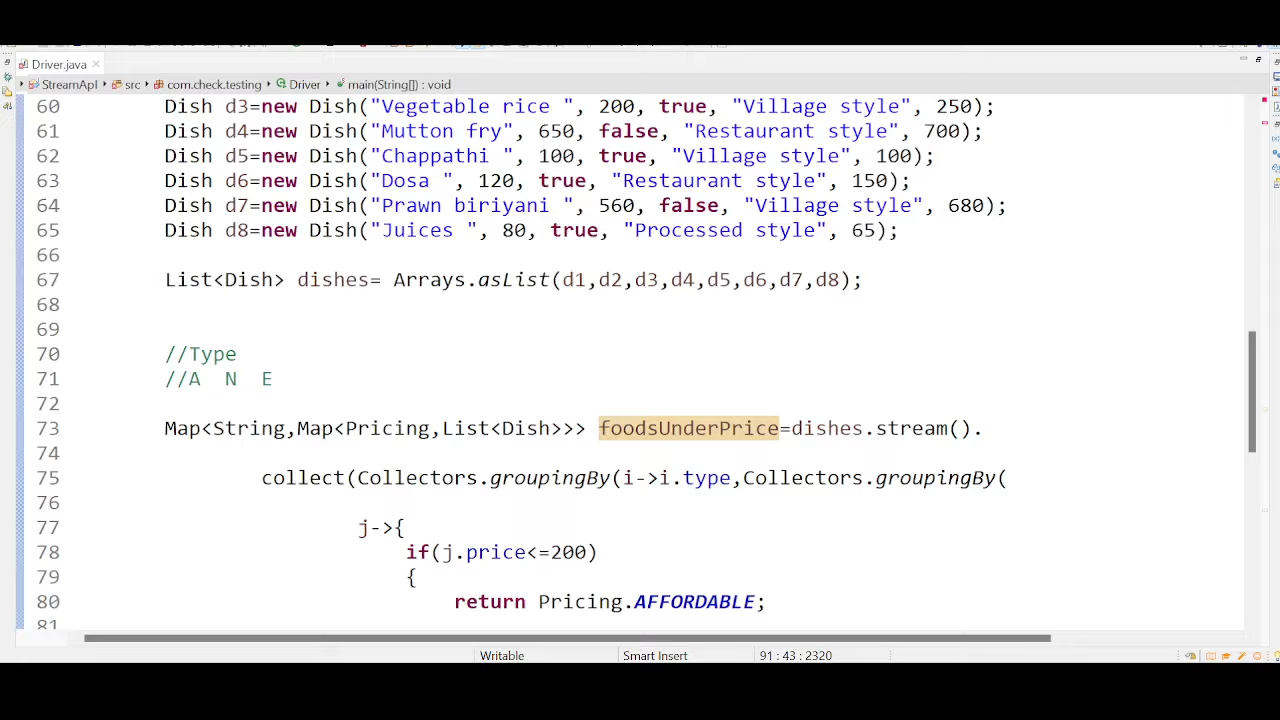 Driver.java
StreamApI src com.check.testing Driver main(String[]) : void
60 Dish d3=new Dish("Vegetable rice ", 200, true, "Village style", 250);
61 Dish d4=new Dish("Mutton fry", 650, false, "Restaurant style", 700);
62 Dish d5=new Dish("Chappathi ", 100, true, "Village style", 100);
63 Dish d6=new Dish("Dosa ", 120, true, "Restaurant style", 150);
64 Dish d7=new Dish("Prawn biriyani ", 560, false, "Village style", 680);
65 Dish d8=new Dish("Juices ", 80, true, "Processed style", 65);
66
67 List<Dish> dishes= Arrays.asList(d1,d2,d3,d4,d5,d6,d7,d8);
68
69
70 //Type
71 //A N E
72
73 Map<String,Map<Pricing,List<Dish>>> foodsUnderPrice=dishes.stream().
74
75 collect(Collectors.groupingBy(i->i.type,Collectors.groupingBy(
76
77 j->{
78 if(j.price<=200)
79 {
80 return Pricing.AFFORDABLE;
81
Writable Smart Insert 91 : 43 : 2320